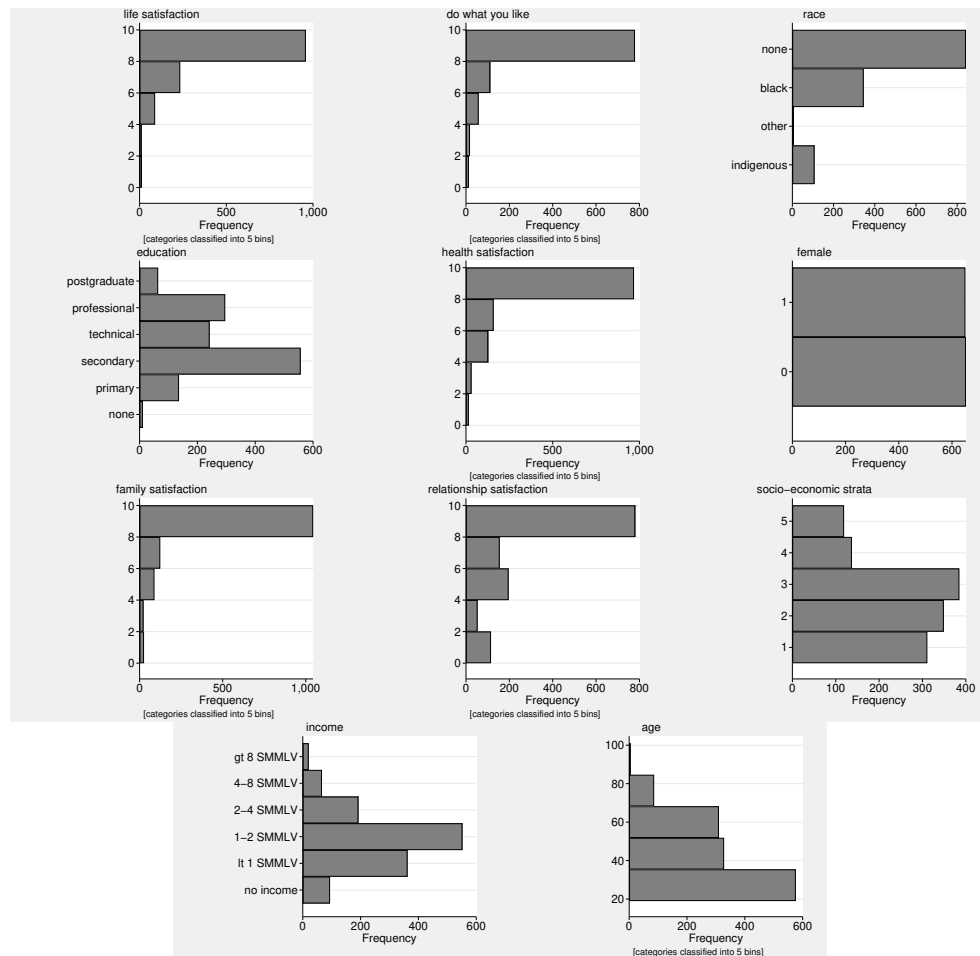 life satisfaction
10
8
6
4
2
0
0 500 1,000
Frequency
[categories classified into 5 bins]
do what you like
10
8
6
4
2
0
0 200 400 600 800
Frequency
[categories classified into 5 bins]
race
none
black
other
indigenous
0 200 400 600 800
Frequency
education
postgraduate
professional
technical
secondary
primary
none
0 200 400 600
Frequency
health satisfaction
10
8
6
4
2
0
0 500 1,000
Frequency
[categories classified into 5 bins]
female
1
0
0 200 400 600
Frequency
family satisfaction
10
8
6
4
2
0
0 500 1,000
Frequency
[categories classified into 5 bins]
relationship satisfaction
10
8
6
4
2
0
0 200 400 600 800
Frequency
[categories classified into 5 bins]
socio−economic strata
5
4
3
2
1
0 100 200 300 400
Frequency
income
gt 8 SMMLV
4−8 SMMLV
2−4 SMMLV
1−2 SMMLV
lt 1 SMMLV
no income
0 200 400 600
Frequency
age
100
80
60
40
20
0 200 400 600
Frequency
[categories classified into 5 bins]